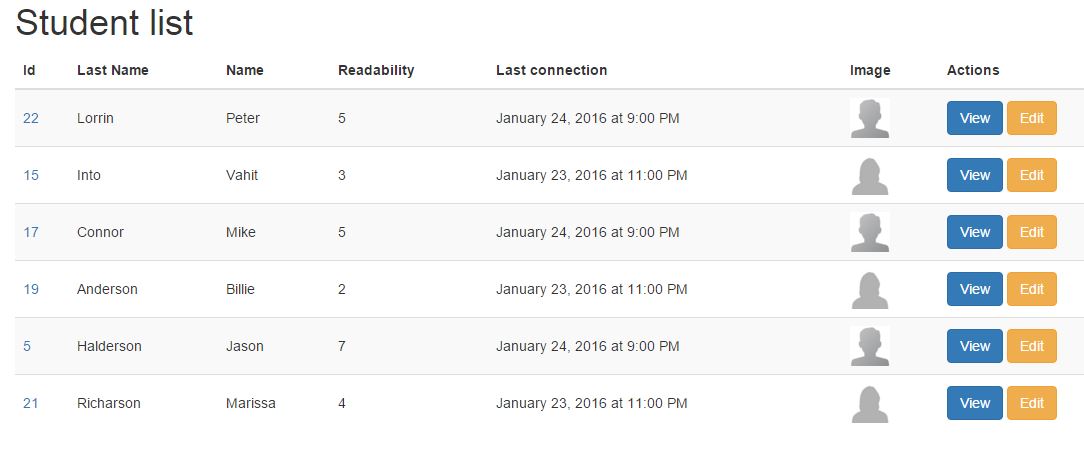 Student list
Id Last Name Name Readability Last connection Image Actions
22 Lorrin Peter 5 January 24, 2016 at 9:00 PM View Edit
15 Into Vahit 3 January 23, 2016 at 11:00 PM View Edit
17 Connor Mike 5 January 24, 2016 at 9:00 PM View Edit
19 Anderson Billie 2 January 23, 2016 at 11:00 PM View Edit
5 Halderson Jason 7 January 24, 2016 at 9:00 PM View Edit
21 Richarson Marissa 4 January 23, 2016 at 11:00 PM View Edit